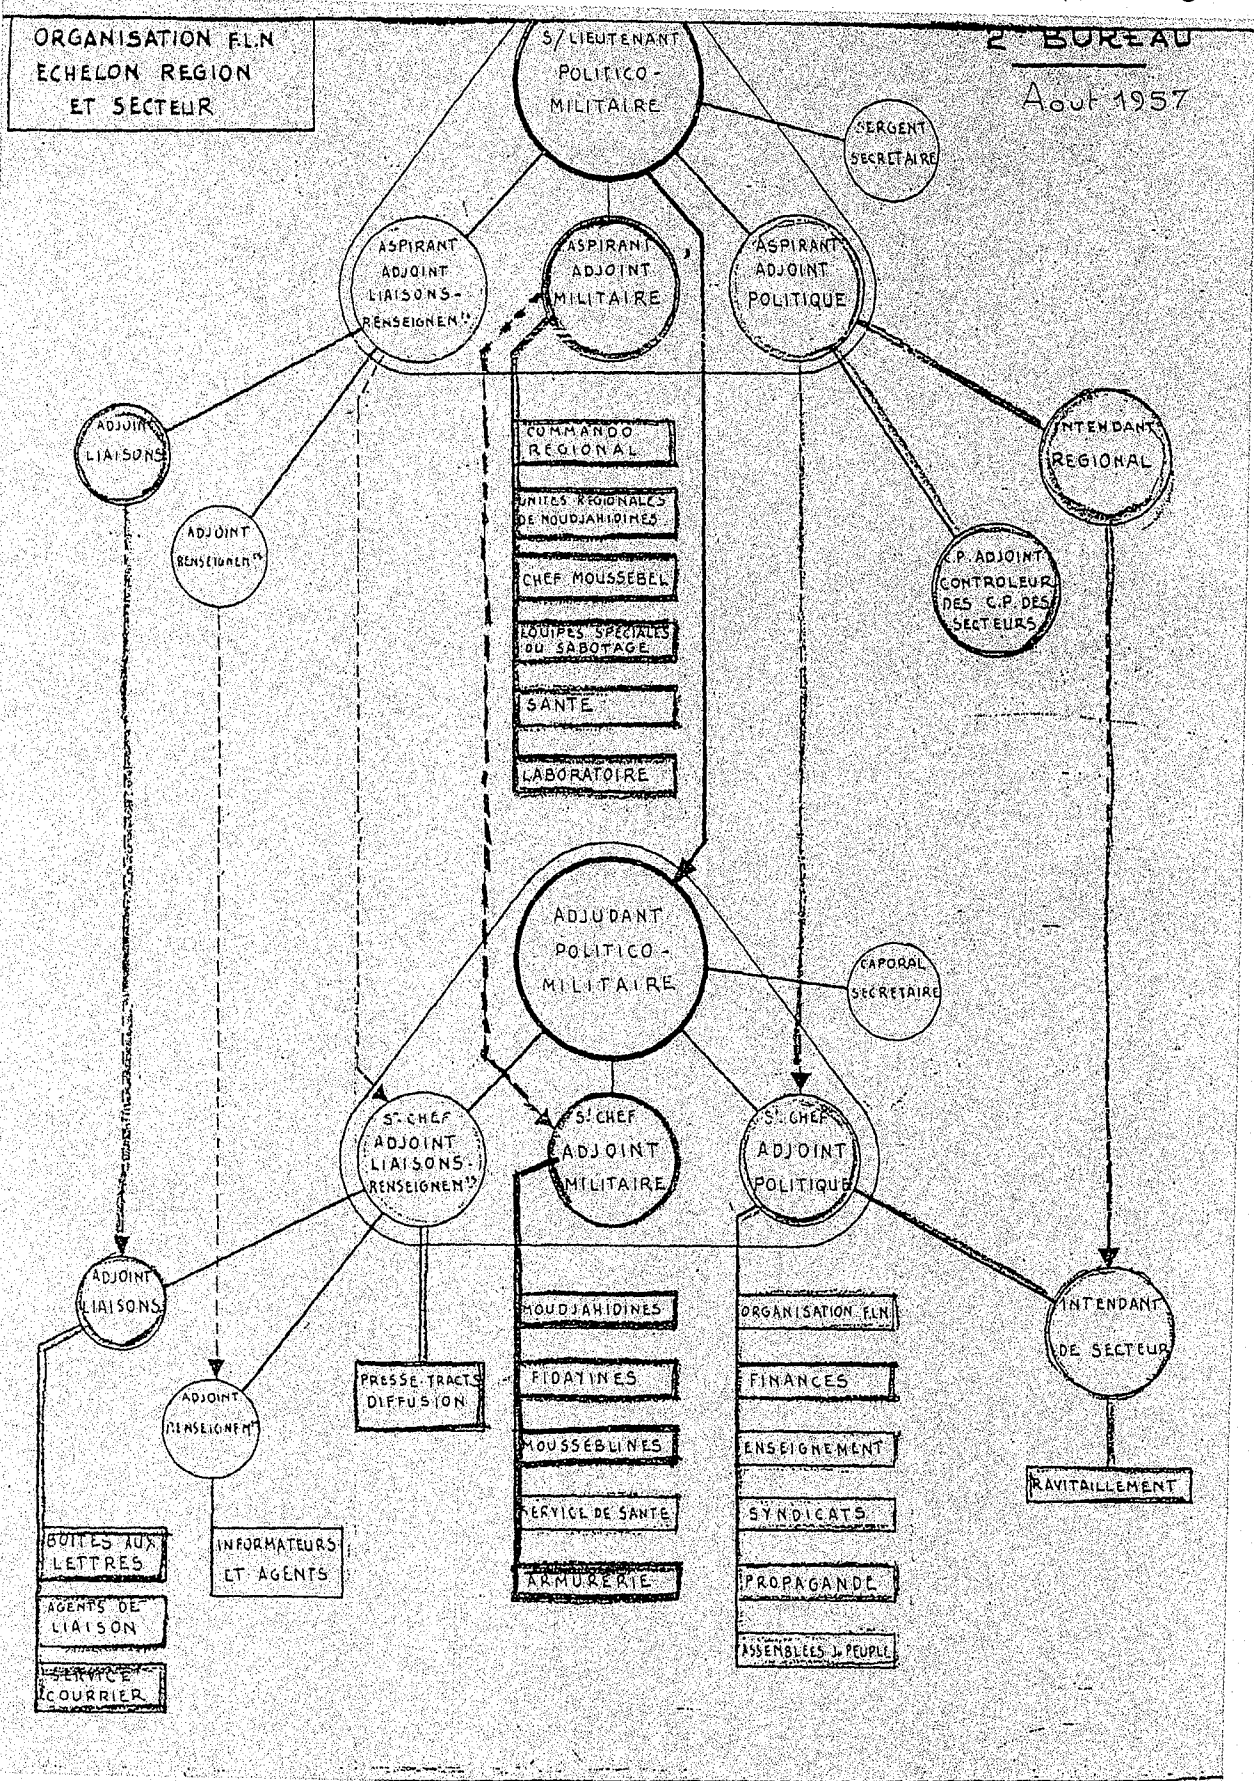 ORGANISATION F.L.N
ECHELON REGION
ET SECTEUR
2° BUREAU
Aout 1957
S/LIEUTENANT
POLITICO-
MILITAIRE
SERGENT
SECRETAIRE
ASPIRANT
ADJOINT
LIAISONS-
RENSEIGNEMTS
ASPIRANT
ADJOINT
MILITAIRE
ASPIRANT
ADJOINT
POLITIQUE
ADJOINT
LIAISONS
ADJOINT
RENSEIGNEMTS
COMMANDO
REGIONAL
UNITES REGIONALES
DE MOUDJAHIDINES
CHEF MOUSSEBEL
EQUIPES SPECIALES
OU SABOTAGE
SANTE
LABORATOIRE
INTENDANT
REGIONAL
C.P. ADJOINT
CONTROLEUR
DES C.P. DES
SECTEURS
ADJUDANT
POLITICO-
MILITAIRE
CAPORAL
SECRETAIRE
St CHEF
ADJOINT
LIAISONS-
RENSEIGNEMTS
St CHEF
ADJOINT
MILITAIRE
St CHEF
ADJOINT
POLITIQUE
ADJOINT
LIAISONS
ADJOINT
RENSEIGNEMTS
PRESSE.TRACTS
DIFFUSION
MOUDJAHIDINES
FIDAYINES
MOUSSEBLINES
SERVICE DE SANTE
ARMURERIE
ORGANISATION F.L.N
FINANCES
ENSEIGNEMENT
SYNDICATS
PROPAGANDE
ASSEMBLEES du PEUPLE
INTENDANT
DE SECTEUR
RAVITAILLEMENT
BOITES AUX
LETTRES
AGENTS DE
LIAISON
SERVICE
COURRIER
INFORMATEURS
ET AGENTS